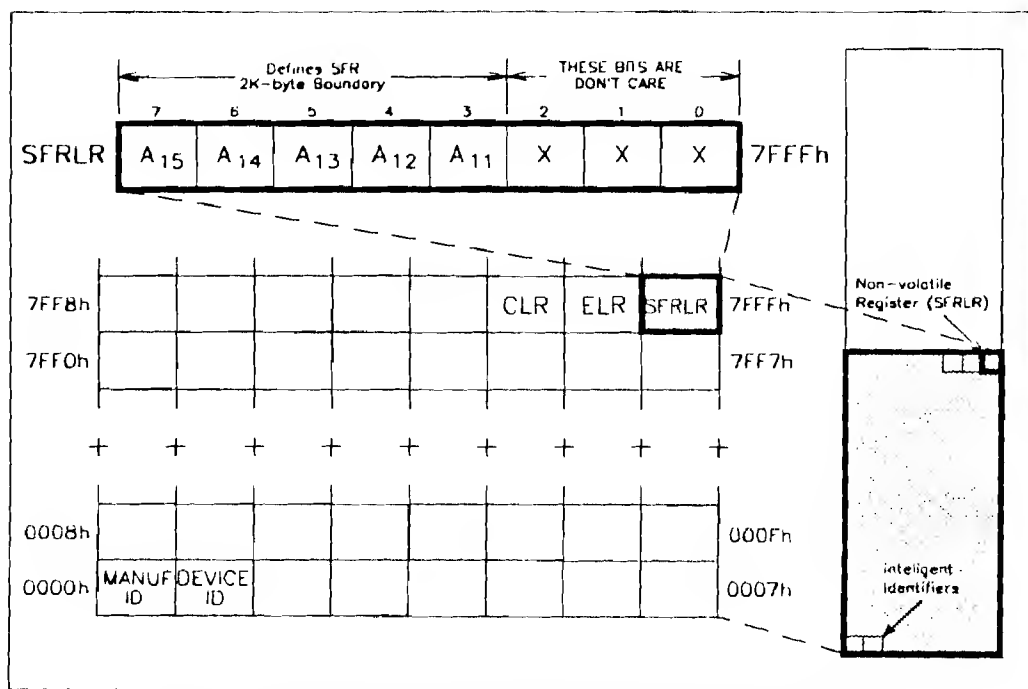 Defines SFR
2K-byte Boundary
THESE BITS ARE
DON'T CARE
7 6 5 4 3 2 1 0
SFRLR A15 A14 A13 A12 A11 X X X 7FFFh
7FF8h CLR ELR SFRLR 7FFFh
7FF0h 7FF7h
0008h 000Fh
0000h MANUF ID DEVICE ID 0007h
Non-volatile
Register (SFRLR)
inteligent
Identifiers